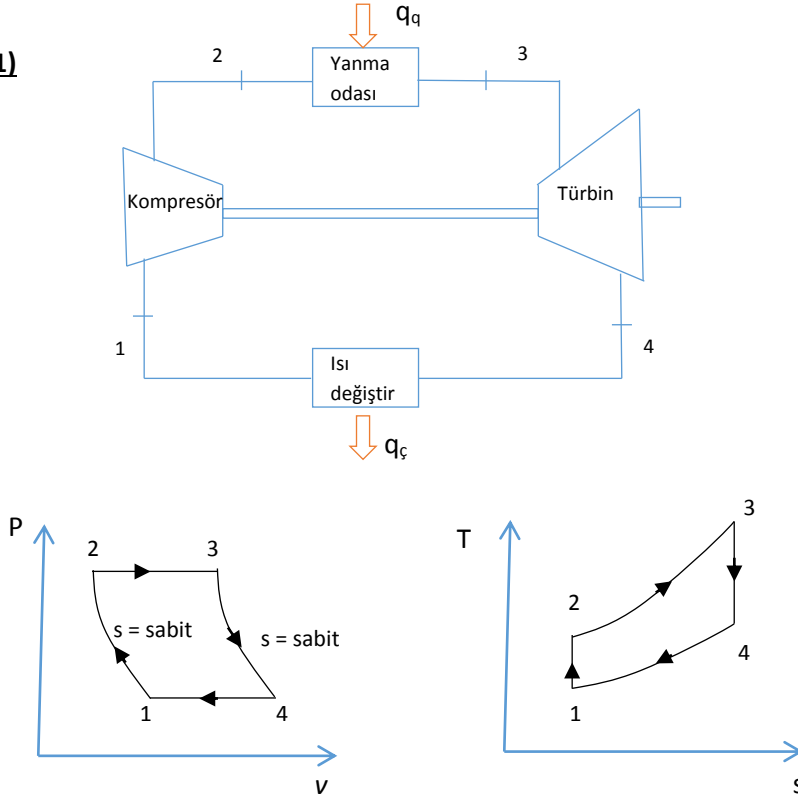 1)
q_q
2
Yanma
odası
3
Kompresör
Türbin
1
4
Isı
değiştir
q_ç
P
2
3
s = sabit
s = sabit
1
4
v
T
3
2
4
1
s